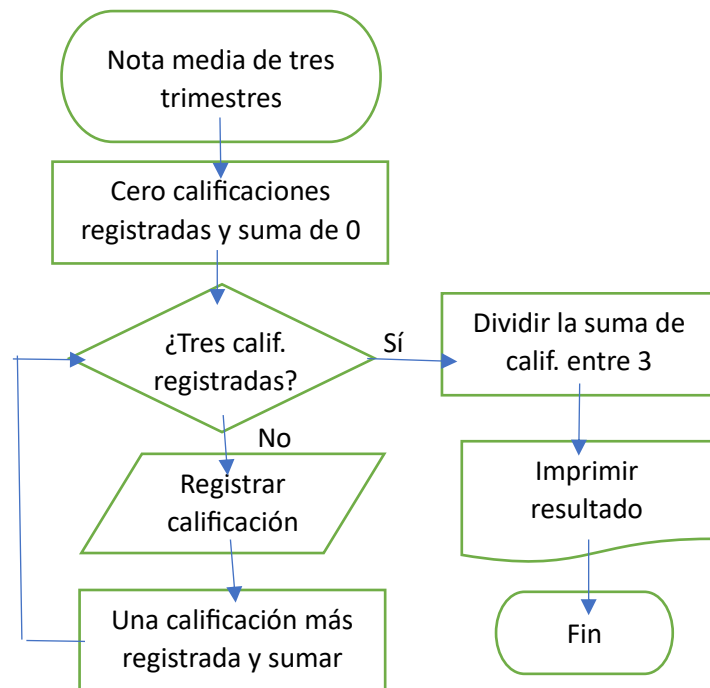 Nota media de tres
trimestres
Cero calificaciones
registradas y suma de 0
¿Tres calif.
registradas?
Sí
Dividir la suma de
calif. entre 3
No
Registrar
calificación
Imprimir
resultado
Una calificación más
registrada y sumar
Fin